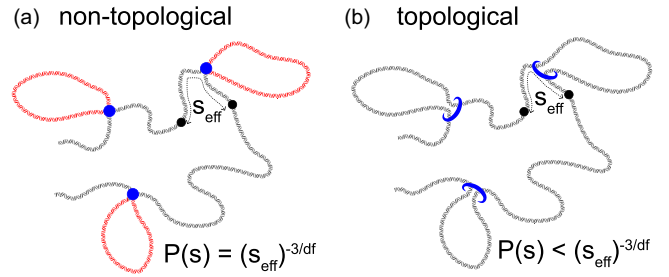 (a) non-topological
s_eff
P(s) = (s_eff)^-3/df
(b) topological
s_eff
P(s) < (s_eff)^-3/df